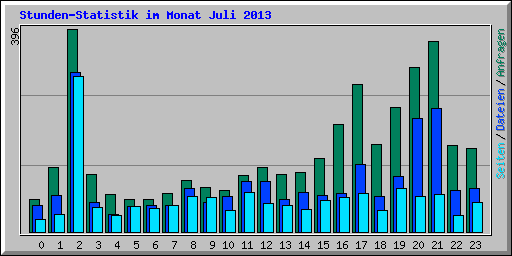 Stunden-Statistik im Monat Juli 2013
396
Seiten / Dateien / Anfragen
0 1 2 3 4 5 6 7 8 9 10 11 12 13 14 15 16 17 18 19 20 21 22 23